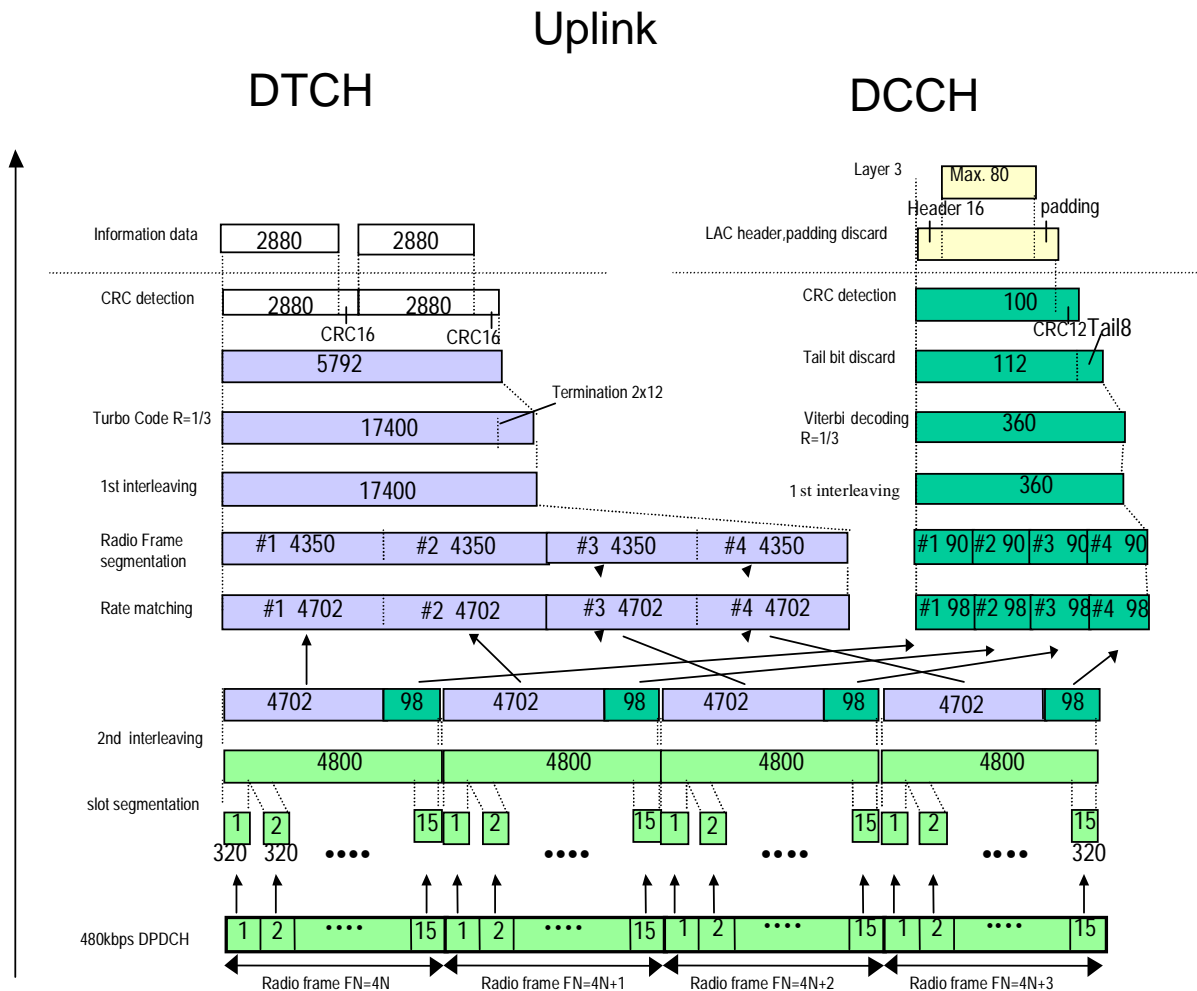 Uplink
DTCH
DCCH
Layer 3
Max. 80
Header 16
padding
Information data
2880
2880
LAC header,padding discard
CRC detection
2880
2880
CRC16
CRC16
CRC detection
100
CRC12
Tail8
5792
Tail bit discard
112
Termination 2x12
Turbo Code R=1/3
17400
Viterbi decoding
R=1/3
360
1st interleaving
17400
1st interleaving
360
Radio Frame
segmentation
#1 4350
#2 4350
#3 4350
#4 4350
#1 90
#2 90
#3 90
#4 90
Rate matching
#1 4702
#2 4702
#3 4702
#4 4702
#1 98
#2 98
#3 98
#4 98
4702
98
4702
98
4702
98
4702
98
2nd interleaving
4800
4800
4800
4800
slot segmentation
1
2
15
1
2
15
1
2
15
1
2
15
320
320
••••
••••
••••
••••
320
480kbps DPDCH
1
2
••••
15
1
2
••••
15
1
2
••••
15
1
2
••••
15
Radio frame FN=4N
Radio frame FN=4N+1
Radio frame FN=4N+2
Radio frame FN=4N+3